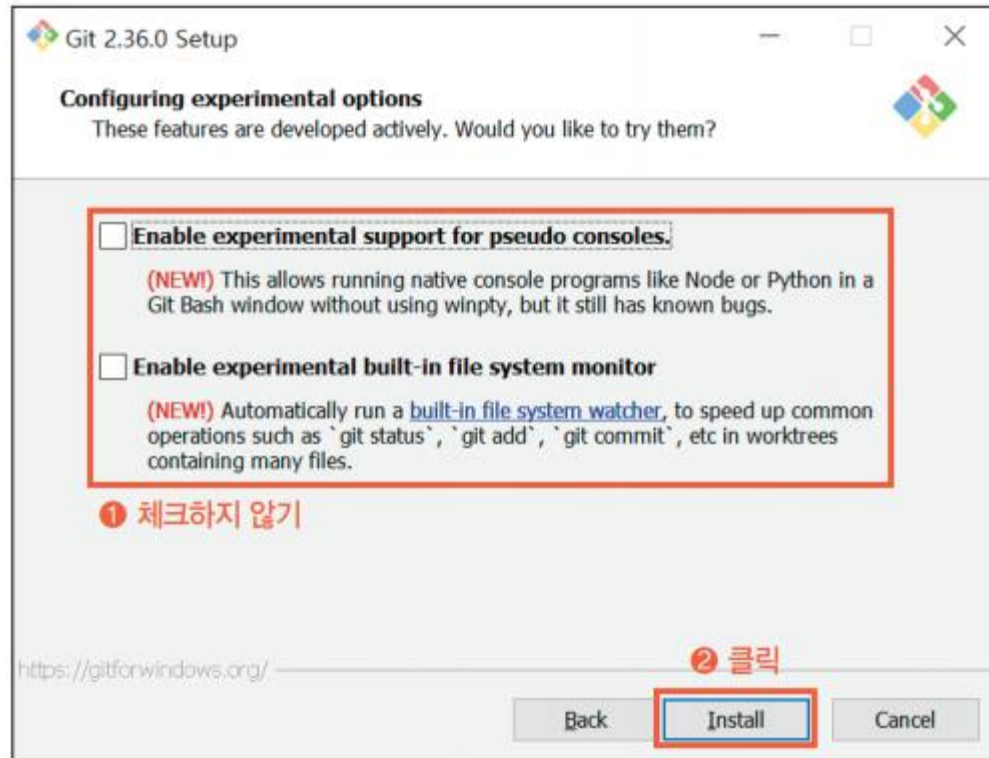 Git 2.36.0 Setup
Configuring experimental options
These features are developed actively. Would you like to try them?
Enable experimental support for pseudo consoles.
(NEW!) This allows running native console programs like Node or Python in a
Git Bash window without using winpty, but it still has known bugs.
Enable experimental built-in file system monitor
(NEW!) Automatically run a built-in file system watcher, to speed up common
operations such as `git status`, `git add`, `git commit`, etc in worktrees
containing many files.
❶ 체크하지 않기
https://gitforwindows.org/
❷ 클릭
Back
Install
Cancel